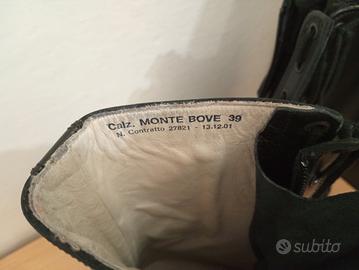 Calz. MONTE BOVE 39
N. Contratto 27821 - 13.12.01
subito